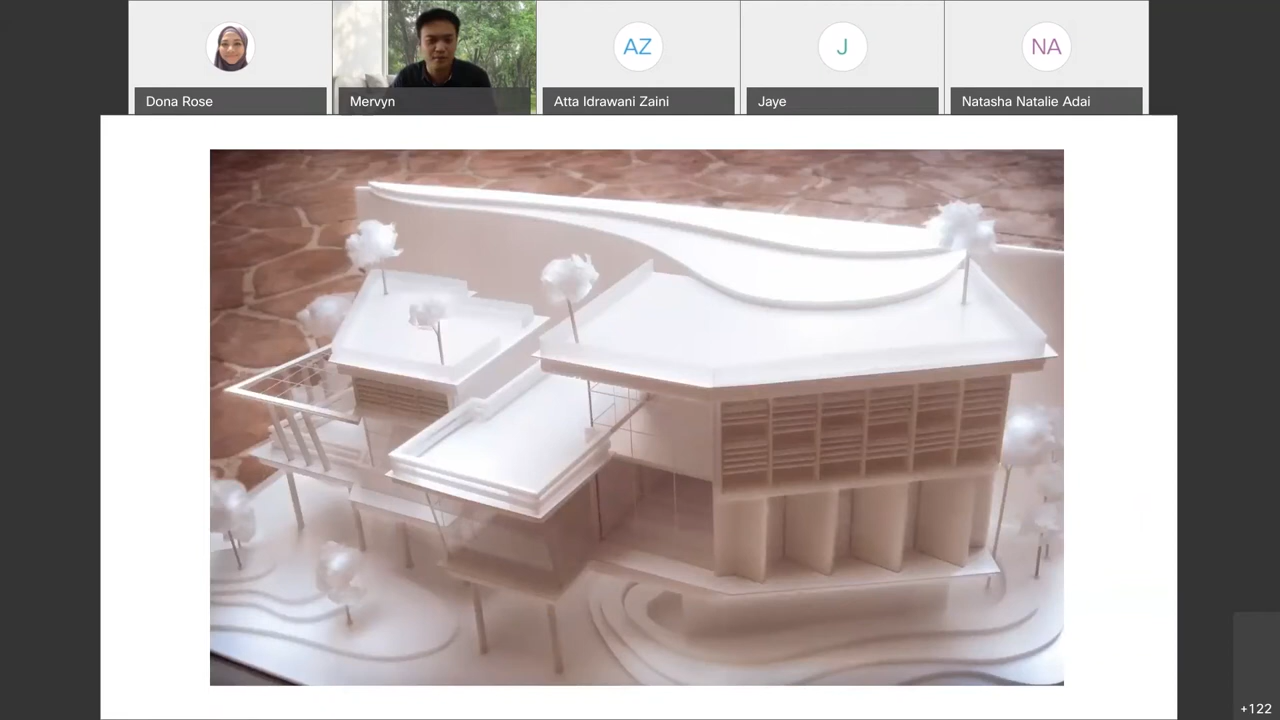 AZ
J
NA
Dona Rose
Mervyn
Atta Idrawani Zaini
Jaye
Natasha Natalie Adai
+122